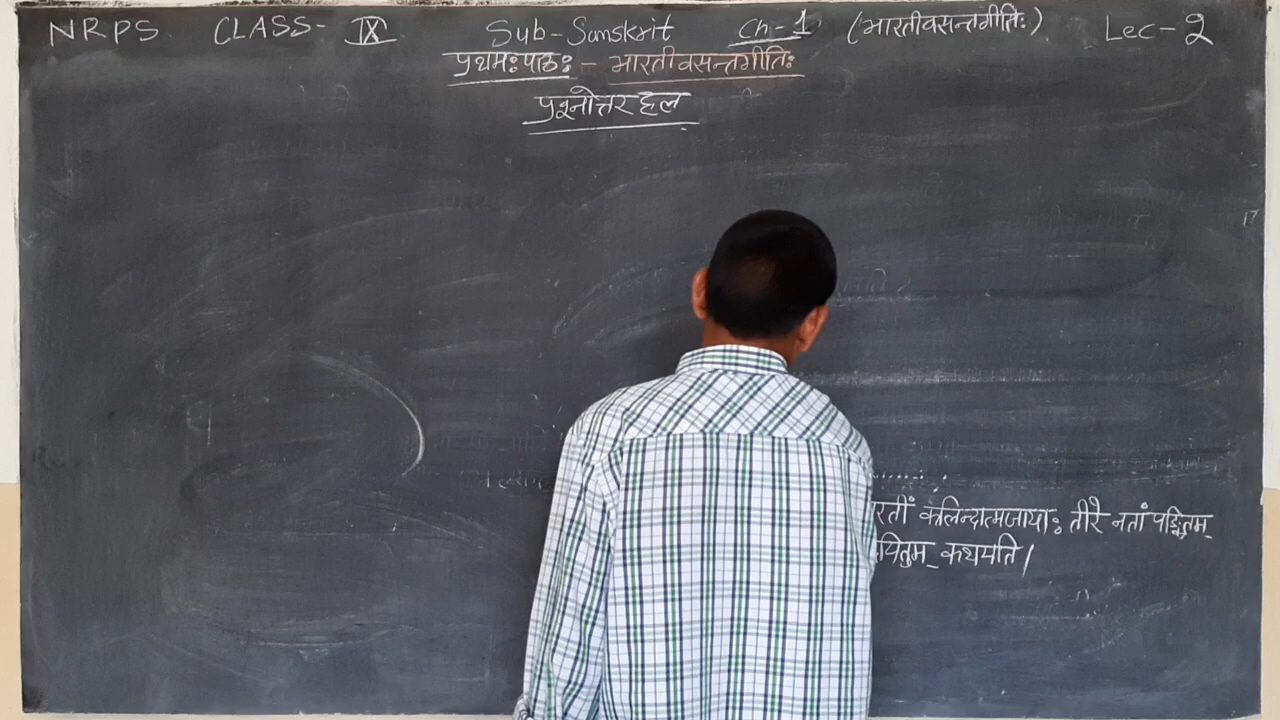 NRPS. CLASS- IX Sub-Sanskrit Ch-1 (भारतीवसन्तगीतिः) Lec-2
प्रथमःपाठः - भारतीवसन्तगीतिः
प्रश्नोत्तर हल
रतीं कलिन्दात्मजायाः तीरे नतां पङ्क्तिम्
यितुम् कथयति।